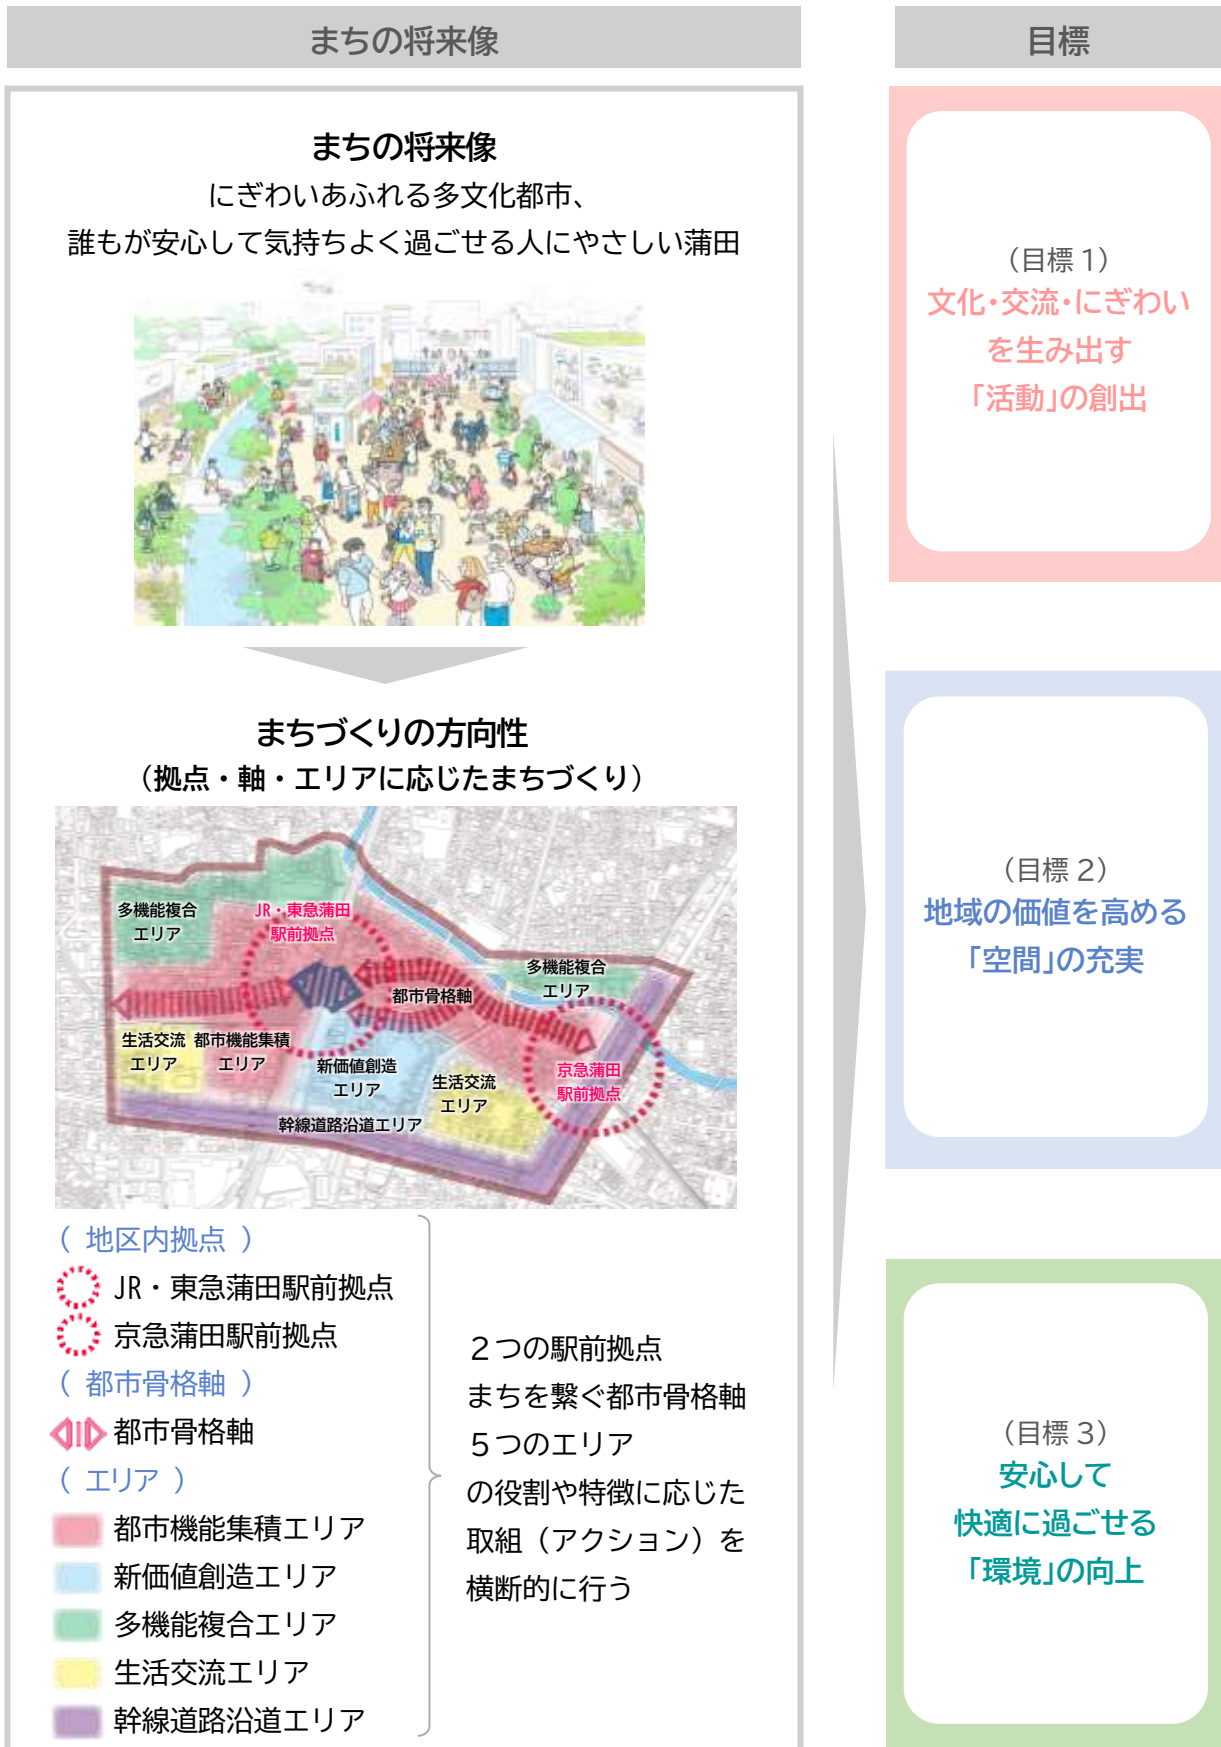 まちの将来像
まちの将来像
にぎわいあふれる多文化都市、
誰もが安心して気持ちよく過ごせる人にやさしい蒲田
まちづくりの方向性
（拠点・軸・エリアに応じたまちづくり）
多機能複合
エリア
JR・東急蒲田
駅前拠点
多機能複合
エリア
都市骨格軸
生活交流
エリア
都市機能集積
エリア
新価値創造
エリア
生活交流
エリア
京急蒲田
駅前拠点
幹線道路沿道エリア
（ 地区内拠点 ）
JR・東急蒲田駅前拠点
京急蒲田駅前拠点
（ 都市骨格軸 ）
都市骨格軸
（ エリア ）
都市機能集積エリア
新価値創造エリア
多機能複合エリア
生活交流エリア
幹線道路沿道エリア
２つの駅前拠点
まちを繋ぐ都市骨格軸
５つのエリア
の役割や特徴に応じた
取組（アクション）を
横断的に行う
目標
（目標１）
文化・交流・にぎわい
を生み出す
「活動」の創出
（目標２）
地域の価値を高める
「空間」の充実
（目標３）
安心して
快適に過ごせる
「環境」の向上